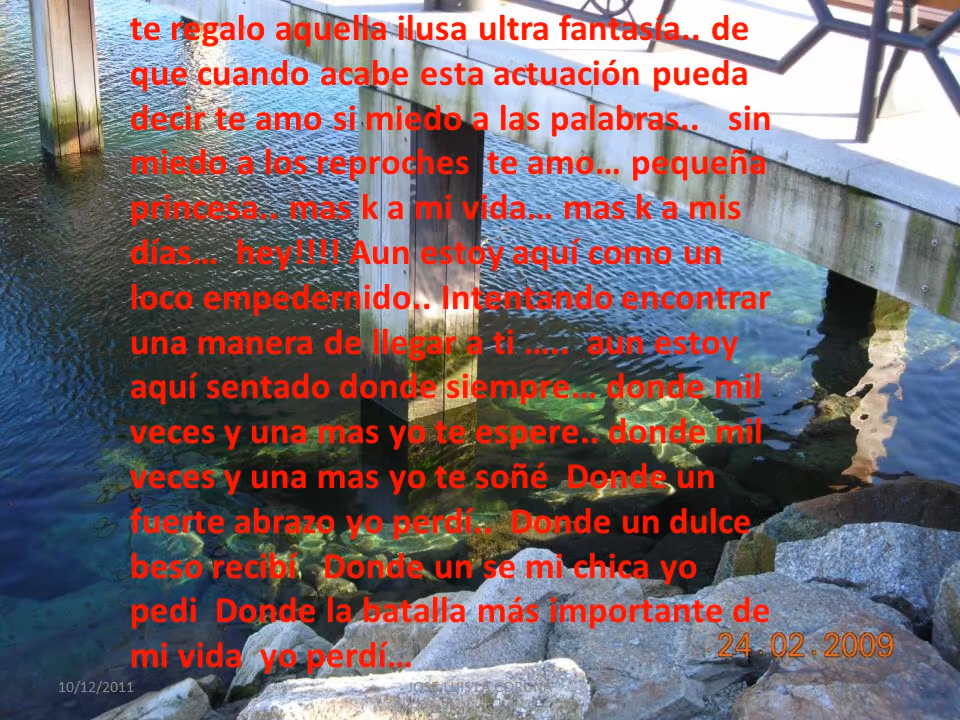 te regalo aquella ilusa ultra fantasía.. de
que cuando acabe esta actuación pueda
decir te amo si miedo a las palabras.. sin
miedo a los reproches te amo… pequeña
princesa.. mas k a mi vida… mas k a mis
días… hey!!!! Aun estoy aquí como un
loco empedernido.. Intentando encontrar
una manera de llegar a ti ….. aun estoy
aquí sentado donde siempre… donde mil
veces y una mas yo te espere.. donde mil
veces y una mas yo te soñé Donde un
fuerte abrazo yo perdí.. Donde un dulce
beso recibí. Donde un se mi chica yo
pedi Donde la batalla más importante de
mi vida yo perdí…
24.02.2009
10/12/2011
JOSE LUIS